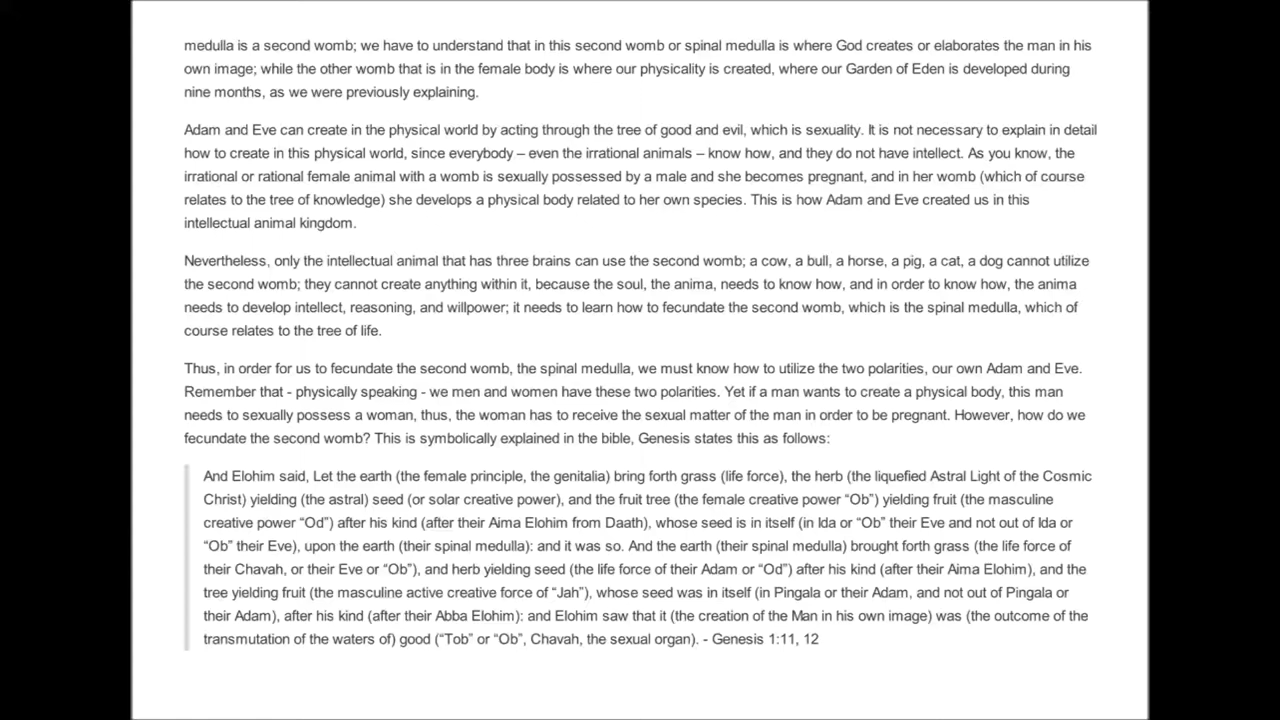 medulla is a second womb; we have to understand that in this second womb or spinal medulla is where God creates or elaborates the man in his
own image; while the other womb that is in the female body is where our physicality is created, where our Garden of Eden is developed during
nine months, as we were previously explaining.
Adam and Eve can create in the physical world by acting through the tree of good and evil, which is sexuality. It is not necessary to explain in detail
how to create in this physical world, since everybody – even the irrational animals – know how, and they do not have intellect. As you know, the
irrational or rational female animal with a womb is sexually possessed by a male and she becomes pregnant, and in her womb (which of course
relates to the tree of knowledge) she develops a physical body related to her own species. This is how Adam and Eve created us in this
intellectual animal kingdom.
Nevertheless, only the intellectual animal that has three brains can use the second womb; a cow, a bull, a horse, a pig, a cat, a dog cannot utilize
the second womb; they cannot create anything within it, because the soul, the anima, needs to know how, and in order to know how, the anima
needs to develop intellect, reasoning, and willpower; it needs to learn how to fecundate the second womb, which is the spinal medulla, which of
course relates to the tree of life.
Thus, in order for us to fecundate the second womb, the spinal medulla, we must know how to utilize the two polarities, our own Adam and Eve.
Remember that - physically speaking - we men and women have these two polarities. Yet if a man wants to create a physical body, this man
needs to sexually possess a woman, thus, the woman has to receive the sexual matter of the man in order to be pregnant. However, how do we
fecundate the second womb? This is symbolically explained in the bible, Genesis states this as follows:
And Elohim said, Let the earth (the female principle, the genitalia) bring forth grass (life force), the herb (the liquefied Astral Light of the Cosmic
Christ) yielding (the astral) seed (or solar creative power), and the fruit tree (the female creative power “Ob”) yielding fruit (the masculine
creative power “Od”) after his kind (after their Aima Elohim from Daath), whose seed is in itself (in Ida or “Ob” their Eve and not out of Ida or
“Ob” their Eve), upon the earth (their spinal medulla): and it was so. And the earth (their spinal medulla) brought forth grass (the life force of
their Chavah, or their Eve or “Ob”), and herb yielding seed (the life force of their Adam or “Od”) after his kind (after their Aima Elohim), and the
tree yielding fruit (the masculine active creative force of “Jah”), whose seed was in itself (in Pingala or their Adam, and not out of Pingala or
their Adam), after his kind (after their Abba Elohim): and Elohim saw that it (the creation of the Man in his own image) was (the outcome of the
transmutation of the waters of) good (“Tob” or “Ob”, Chavah, the sexual organ). - Genesis 1:11, 12